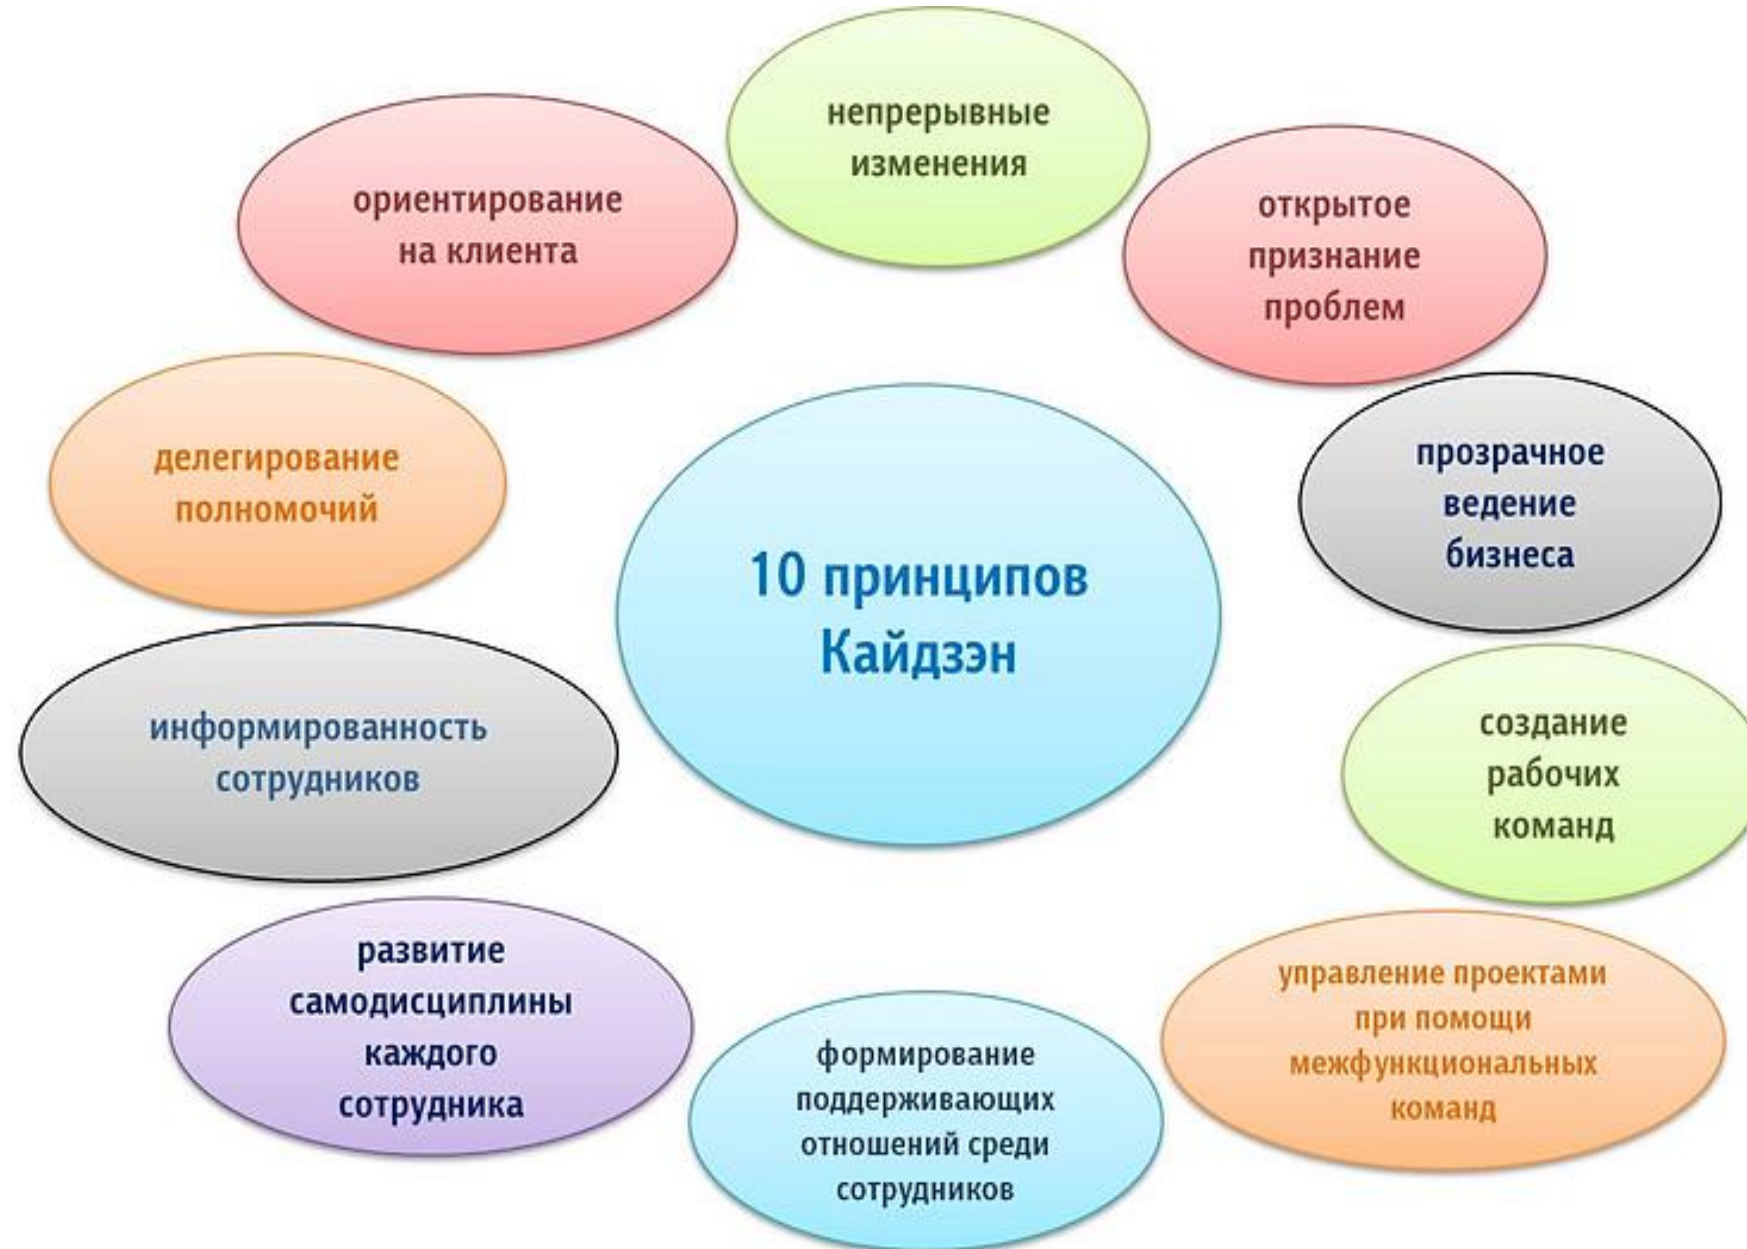 непрерывные
изменения
ориентирование
на клиента
открытое
признание
проблем
делегирование
полномочий
прозрачное
ведение
бизнеса
10 принципов
Кайдзэн
информированность
сотрудников
создание
рабочих
команд
развитие
самодисциплины
каждого
сотрудника
формирование
поддерживающих
отношений среди
сотрудников
управление проектами
при помощи
межфункциональных
команд